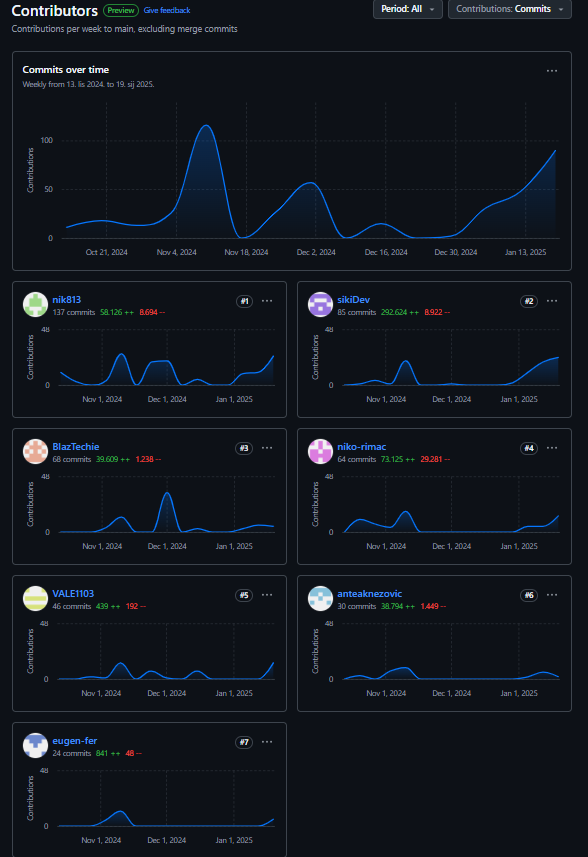 Contributors Preview Give feedback Period: All Contributions: Commits
Contributions per week to main, excluding merge commits
Commits over time
Weekly from 13. lis 2024. to 19. sij 2025.
Contributions
100
50
0
Oct 21, 2024 Nov 4, 2024 Nov 18, 2024 Dec 2, 2024 Dec 16, 2024 Dec 30, 2024 Jan 13, 2025
nik813 #1
137 commits 58.126 ++ 8.694 --
48
Contributions
0
Nov 1, 2024 Dec 1, 2024 Jan 1, 2025
sikiDev #2
85 commits 292.624 ++ 8.922 --
48
Contributions
0
Nov 1, 2024 Dec 1, 2024 Jan 1, 2025
BlazTechie #3
68 commits 39.609 ++ 1.238 --
48
Contributions
0
Nov 1, 2024 Dec 1, 2024 Jan 1, 2025
niko-rimac #4
64 commits 73.125 ++ 29.281 --
48
Contributions
0
Nov 1, 2024 Dec 1, 2024 Jan 1, 2025
VALE1103 #5
46 commits 439 ++ 192 --
48
Contributions
0
Nov 1, 2024 Dec 1, 2024 Jan 1, 2025
anteaknezovic #6
30 commits 38.794 ++ 1.449 --
48
Contributions
0
Nov 1, 2024 Dec 1, 2024 Jan 1, 2025
eugen-fer #7
24 commits 841 ++ 48 --
48
Contributions
0
Nov 1, 2024 Dec 1, 2024 Jan 1, 2025